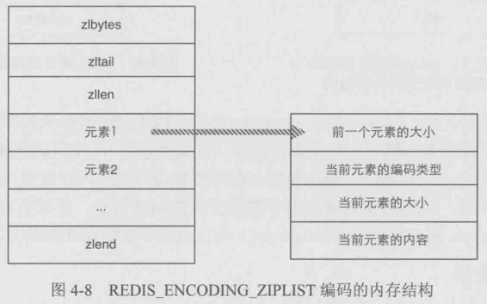 zlbytes
zltail
zllen
元素1
元素2
...
zlend
前一个元素的大小
当前元素的编码类型
当前元素的大小
当前元素的内容
图 4-8 REDIS_ENCODING_ZIPLIST 编码的内存结构